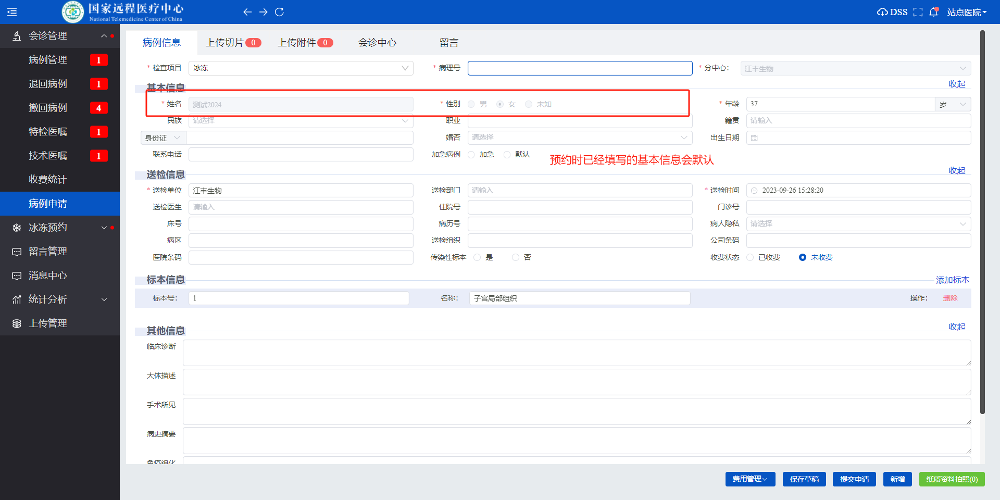 国家远程医疗中心
National Telemedicine Center of China
DSS
站点医院
会诊管理
病例管理 1
退回病例 1
撤回病例 4
特检医嘱 1
技术医嘱 1
收费统计
病例申请
冰冻预约
留言管理
消息中心
统计分析
上传管理
病例信息 上传切片 0 上传附件 0 会诊中心 留言
* 检查项目 冰冻 * 病理号 * 分中心: 江丰生物
基本信息 收起
* 姓名 测试2024 * 性别 男 女 未知 * 年龄 37 岁
民族 请选择 职业 籍贯 请输入
身份证 婚否 请选择 出生日期
联系电话 加急病例 加急 默认
预约时已经填写的基本信息会默认
送检信息 收起
* 送检单位 江丰生物 送检部门 请输入 * 送检时间 2023-09-26 15:28:20
送检医生 请输入 住院号 门诊号
床号 病历号 病人隐私 请选择
病区 送检组织 公司条码
医院条码 传染性标本 是 否 收费状态 已收费 未收费
标本信息 添加标本
标本号: 1 名称: 子宫局部组织 操作: 删除
其他信息 收起
临床诊断
大体描述
手术所见
病史摘要
免疫组化
费用管理 保存草稿 提交申请 新增 纸质资料拍照(0)